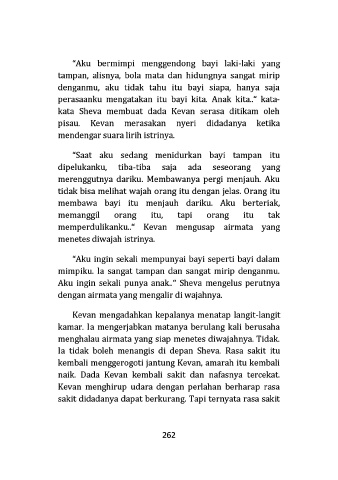 "Aku bermimpi menggendong bayi laki-laki yang
tampan, alisnya, bola mata dan hidungnya sangat mirip
denganmu, aku tidak tahu itu bayi siapa, hanya saja
perasaanku mengatakan itu bayi kita. Anak kita.." kata-
kata Sheva membuat dada Kevan serasa ditikam oleh
pisau. Kevan merasakan nyeri didadanya ketika
mendengar suara lirih istrinya.
"Saat aku sedang menidurkan bayi tampan itu
dipelukanku, tiba-tiba saja ada seseorang yang
merenggutnya dariku. Membawanya pergi menjauh. Aku
tidak bisa melihat wajah orang itu dengan jelas. Orang itu
membawa bayi itu menjauh dariku. Aku berteriak,
memanggil orang itu, tapi orang itu tak
memperdulikanku.." Kevan mengusap airmata yang
menetes diwajah istrinya.
"Aku ingin sekali mempunyai bayi seperti bayi dalam
mimpiku. Ia sangat tampan dan sangat mirip denganmu.
Aku ingin sekali punya anak.." Sheva mengelus perutnya
dengan airmata yang mengalir di wajahnya.
Kevan mengadahkan kepalanya menatap langit-langit
kamar. Ia mengerjabkan matanya berulang kali berusaha
menghalau airmata yang siap menetes diwajahnya. Tidak.
Ia tidak boleh menangis di depan Sheva. Rasa sakit itu
kembali menggerogoti jantung Kevan, amarah itu kembali
naik. Dada Kevan kembali sakit dan nafasnya tercekat.
Kevan menghirup udara dengan perlahan berharap rasa
sakit didadanya dapat berkurang. Tapi ternyata rasa sakit
262